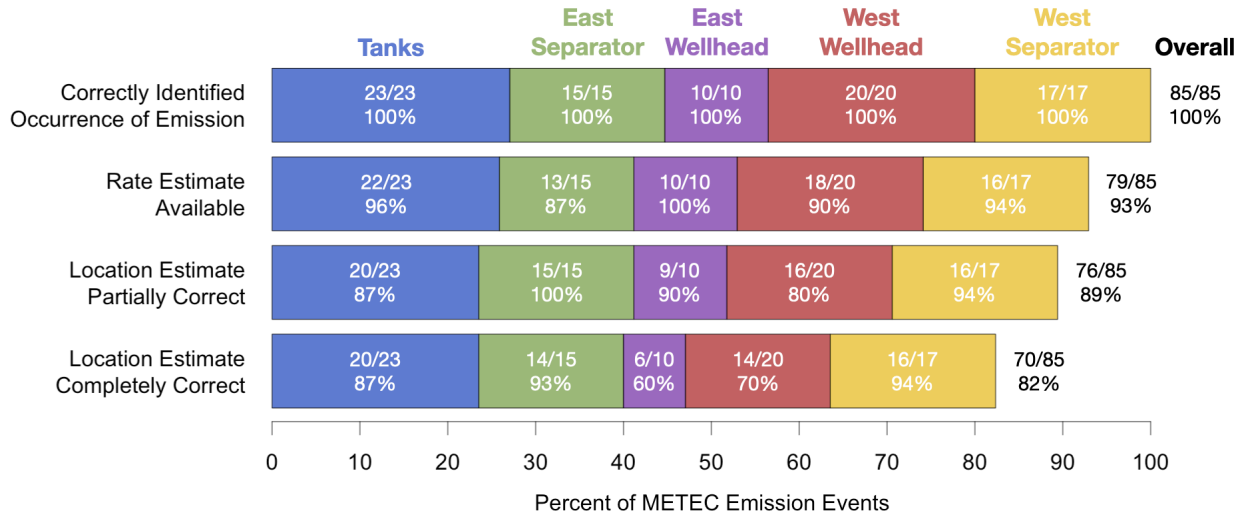 East East West West
Tanks Separator Wellhead Wellhead Separator Overall
Correctly Identified 23/23 15/15 10/10 20/20 17/17 85/85
Occurrence of Emission 100% 100% 100% 100% 100% 100%
Rate Estimate 22/23 13/15 10/10 18/20 16/17 79/85
Available 96% 87% 100% 90% 94% 93%
Location Estimate 20/23 15/15 9/10 16/20 16/17 76/85
Partially Correct 87% 100% 90% 80% 94% 89%
Location Estimate 20/23 14/15 6/10 14/20 16/17 70/85
Completely Correct 87% 93% 60% 70% 94% 82%
0 10 20 30 40 50 60 70 80 90 100
Percent of METEC Emission Events